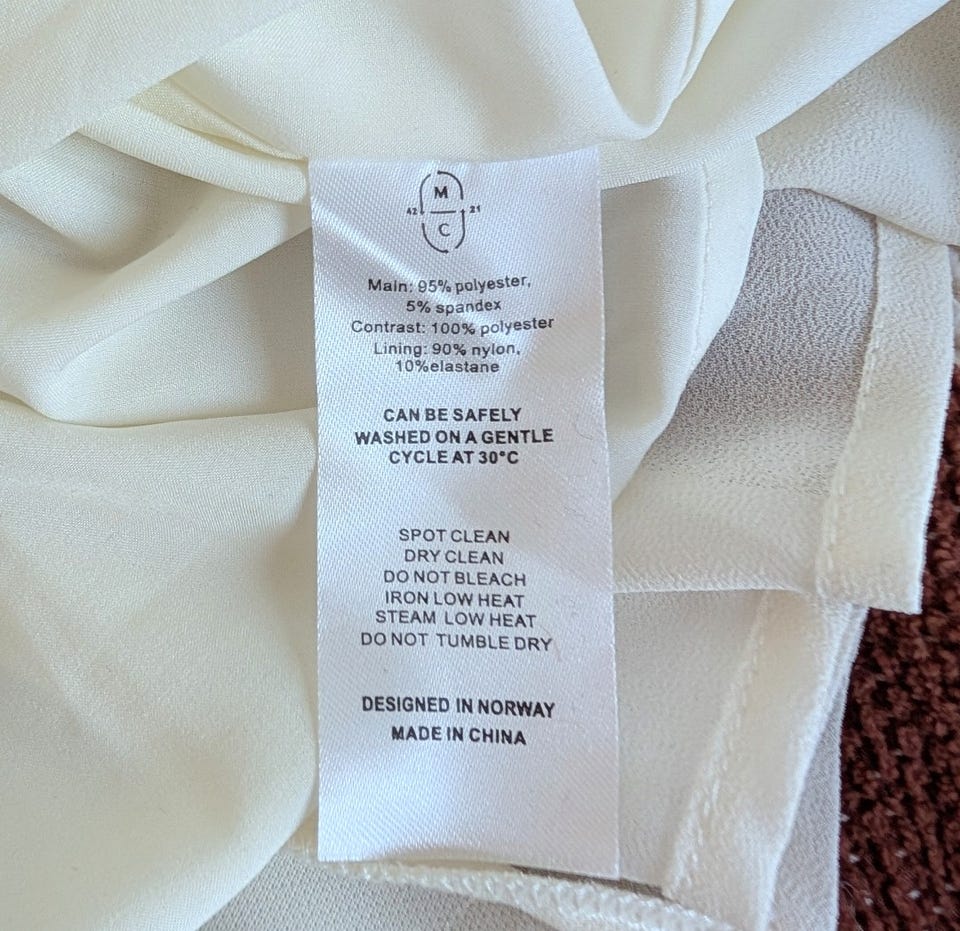 M
42 21
C
Main: 95% polyester,
5% spandex
Contrast: 100% polyester
Lining: 90% nylon,
10%elastane
CAN BE SAFELY
WASHED ON A GENTLE
CYCLE AT 30°C
SPOT CLEAN
DRY CLEAN
DO NOT BLEACH
IRON LOW HEAT
STEAM LOW HEAT
DO NOT TUMBLE DRY
DESIGNED IN NORWAY
MADE IN CHINA